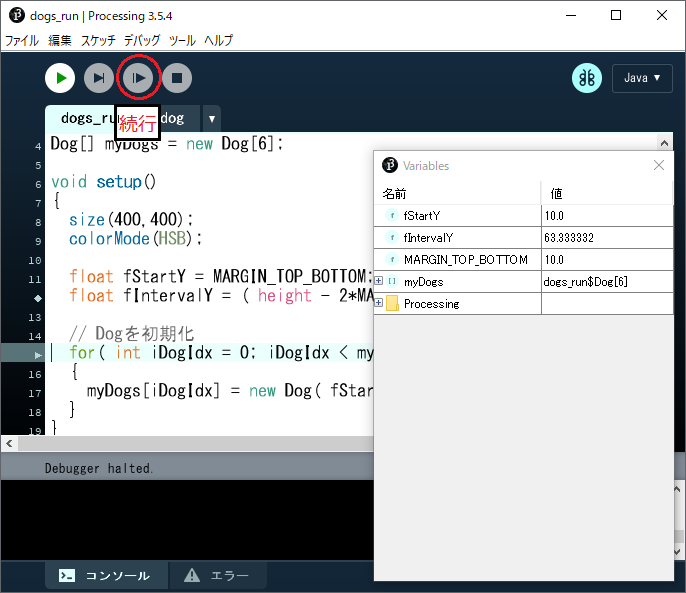 dogs_run | Processing 3.5.4
ファイル 編集 スケッチ デバッグ ツール ヘルプ
Java ▼
dogs_ru
続行
dog
▼
4 Dog[] myDogs = new Dog[6];
5
6 void setup()
7 {
8 size(400,400);
9 colorMode(HSB);
10
11 float fStartY = MARGIN_TOP_BOTTOM;
float fIntervalY = ( height - 2*MA
13
14 // Dogを初期化
for( int iDogIdx = 0; iDogIdx < my
16 {
17 myDogs[iDogIdx] = new Dog( fStar
18 }
19 }
Variables
名前 値
fStartY 10.0
fIntervalY 63.333332
MARGIN_TOP_BOTTOM 10.0
myDogs dogs_run$Dog[6]
Processing
Debugger halted.
コンソール
エラー